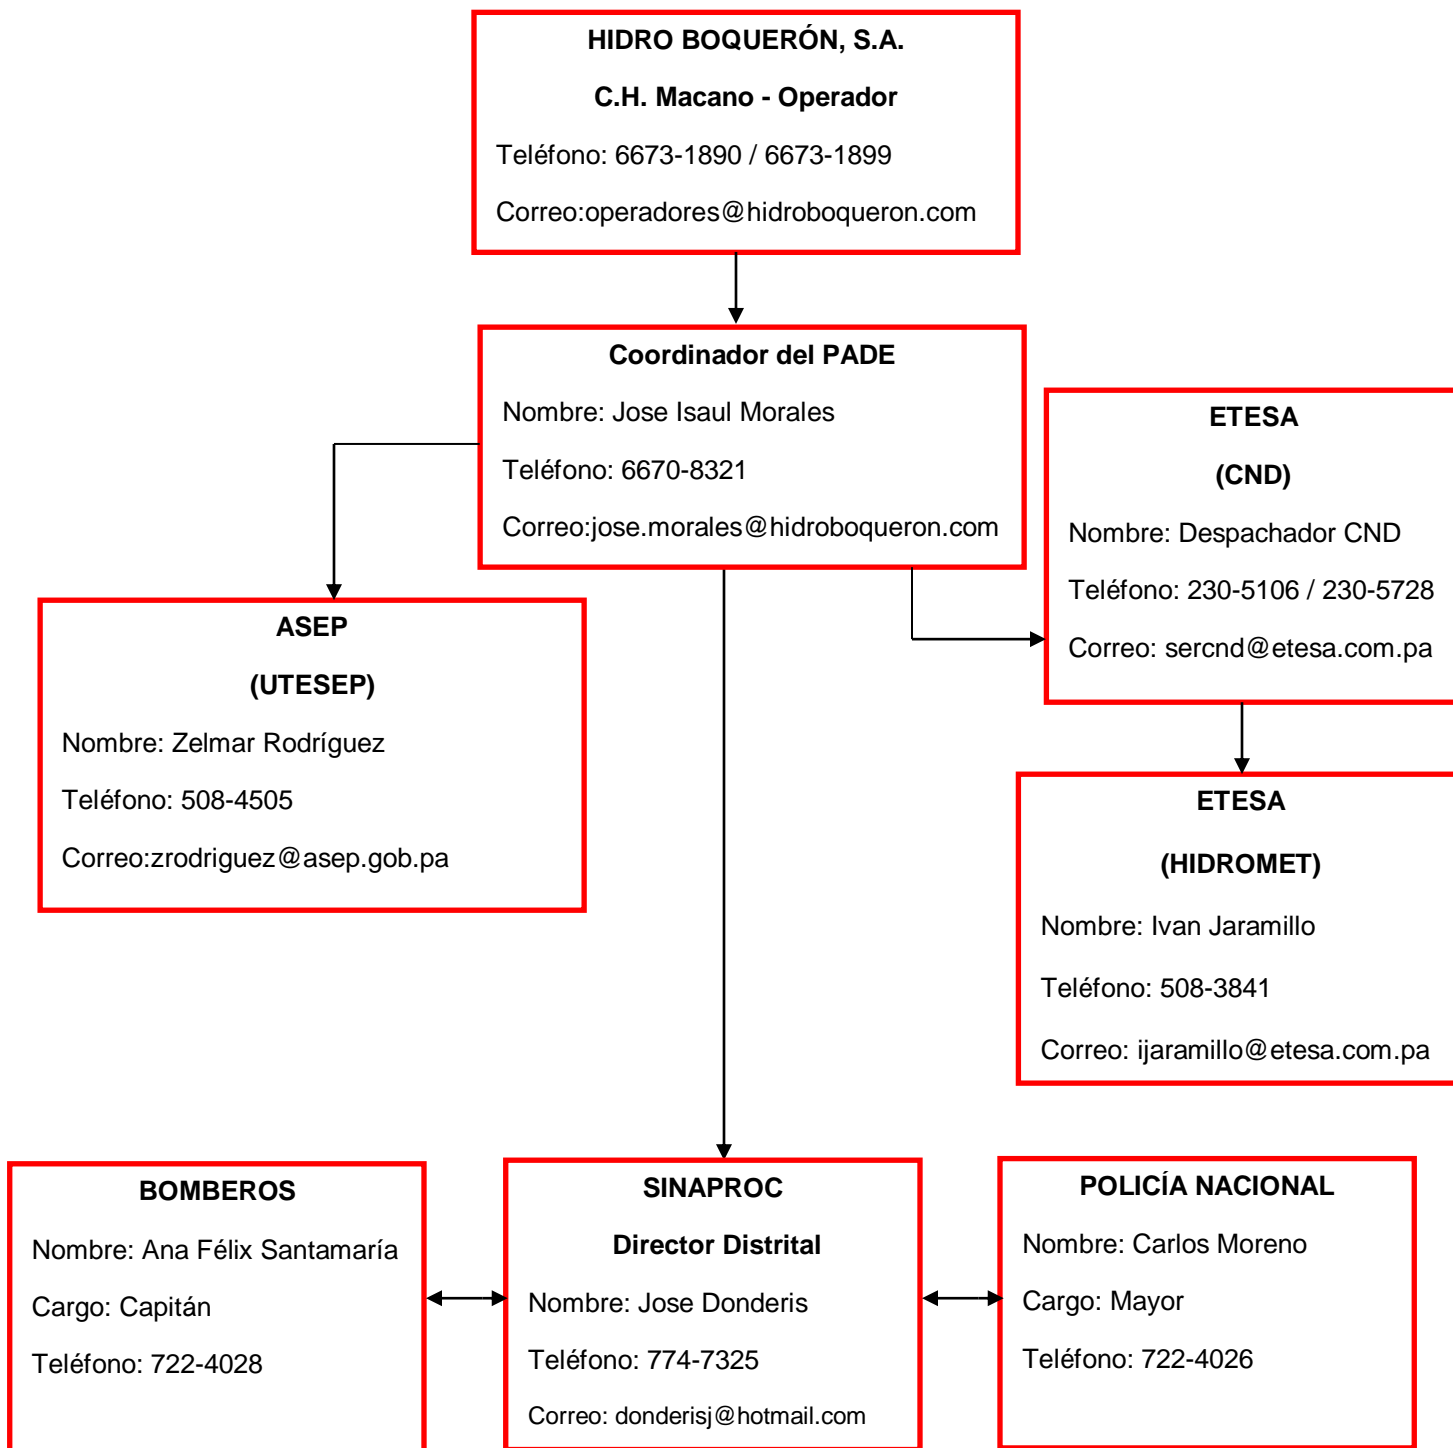 HIDRO BOQUERÓN, S.A.
C.H. Macano - Operador
Teléfono: 6673-1890 / 6673-1899
Correo:operadores@hidroboqueron.com
Coordinador del PADE
Nombre: Jose Isaul Morales
Teléfono: 6670-8321
Correo:jose.morales@hidroboqueron.com
ETESA
(CND)
Nombre: Despachador CND
Teléfono: 230-5106 / 230-5728
Correo: sercnd@etesa.com.pa
ASEP
(UTESEP)
Nombre: Zelmar Rodríguez
Teléfono: 508-4505
Correo:zrodriguez@asep.gob.pa
ETESA
(HIDROMET)
Nombre: Ivan Jaramillo
Teléfono: 508-3841
Correo: ijaramillo@etesa.com.pa
BOMBEROS
Nombre: Ana Félix Santamaría
Cargo: Capitán
Teléfono: 722-4028
SINAPROC
Director Distrital
Nombre: Jose Donderis
Teléfono: 774-7325
Correo: donderisj@hotmail.com
POLICÍA NACIONAL
Nombre: Carlos Moreno
Cargo: Mayor
Teléfono: 722-4026